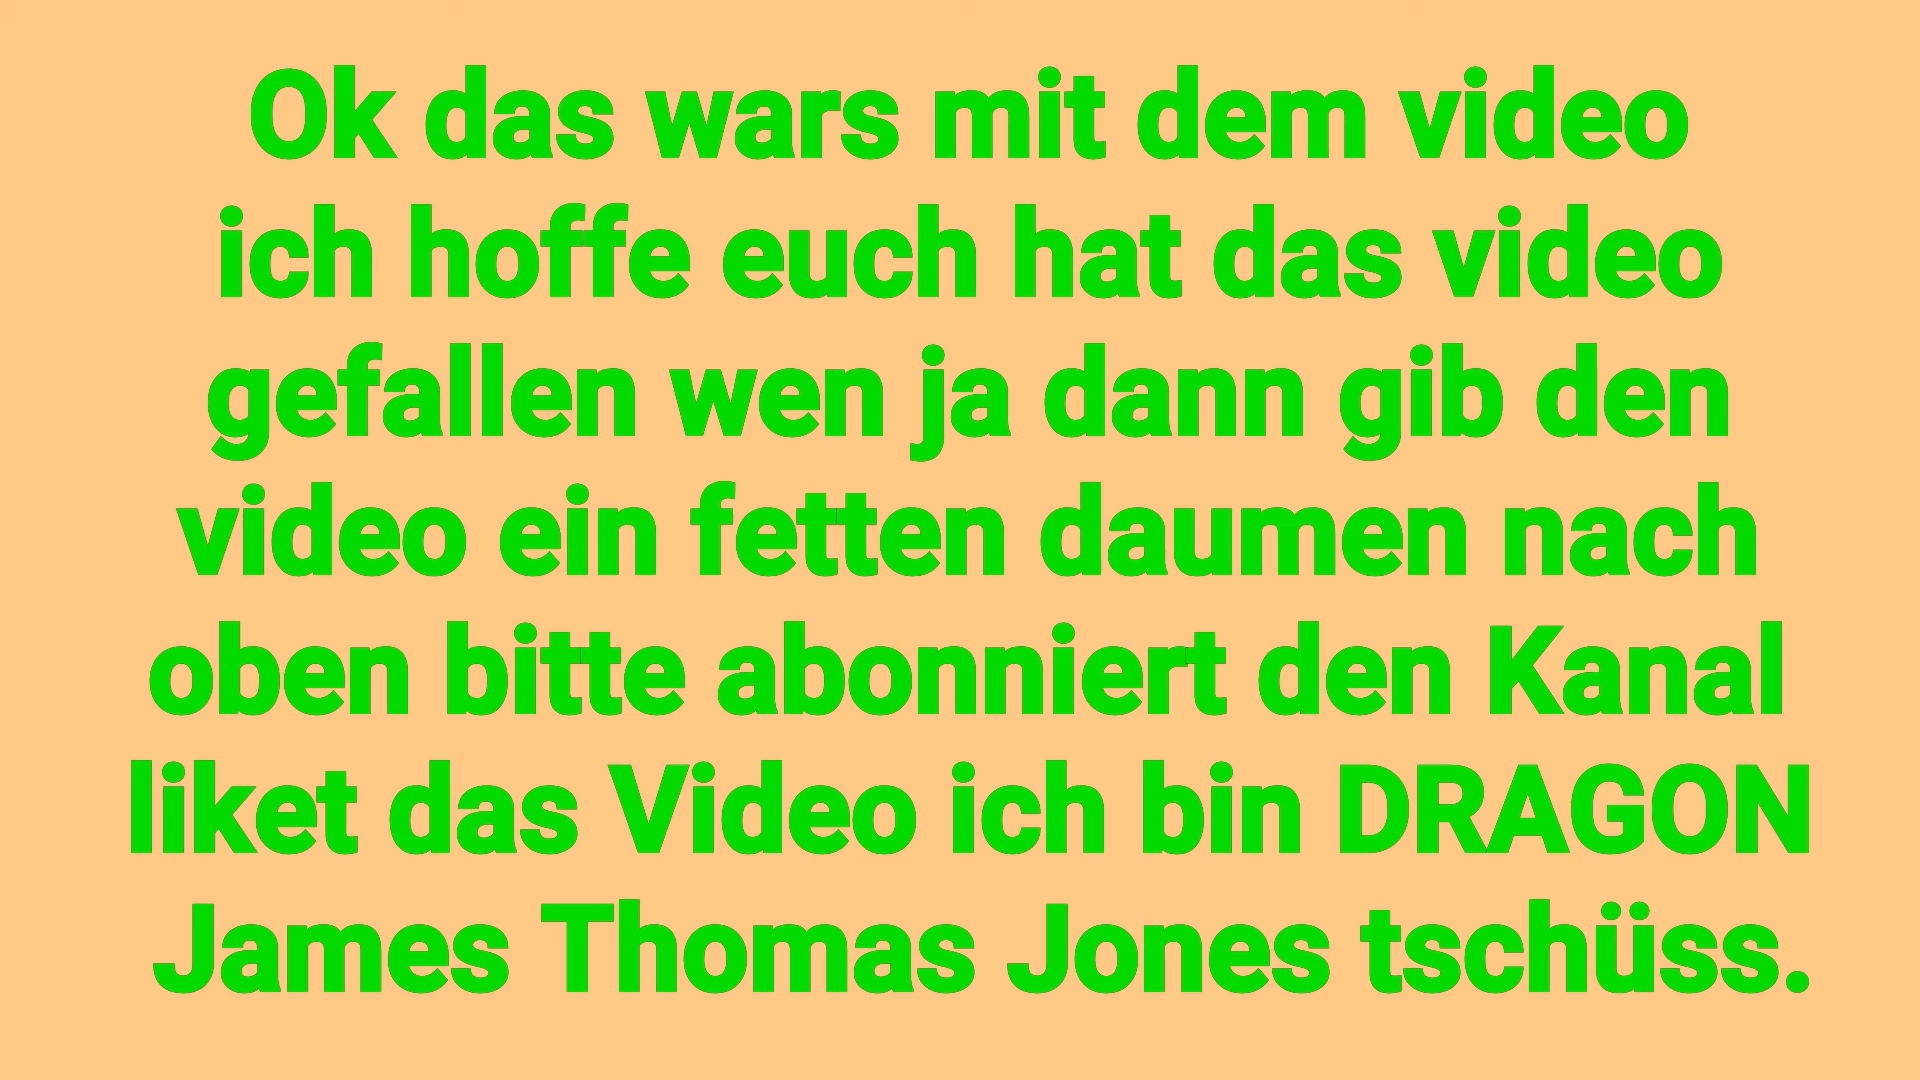 Ok das wars mit dem video
ich hoffe euch hat das video
gefallen wen ja dann gib den
video ein fetten daumen nach
oben bitte abonniert den Kanal
liket das Video ich bin DRAGON
James Thomas Jones tschüss.